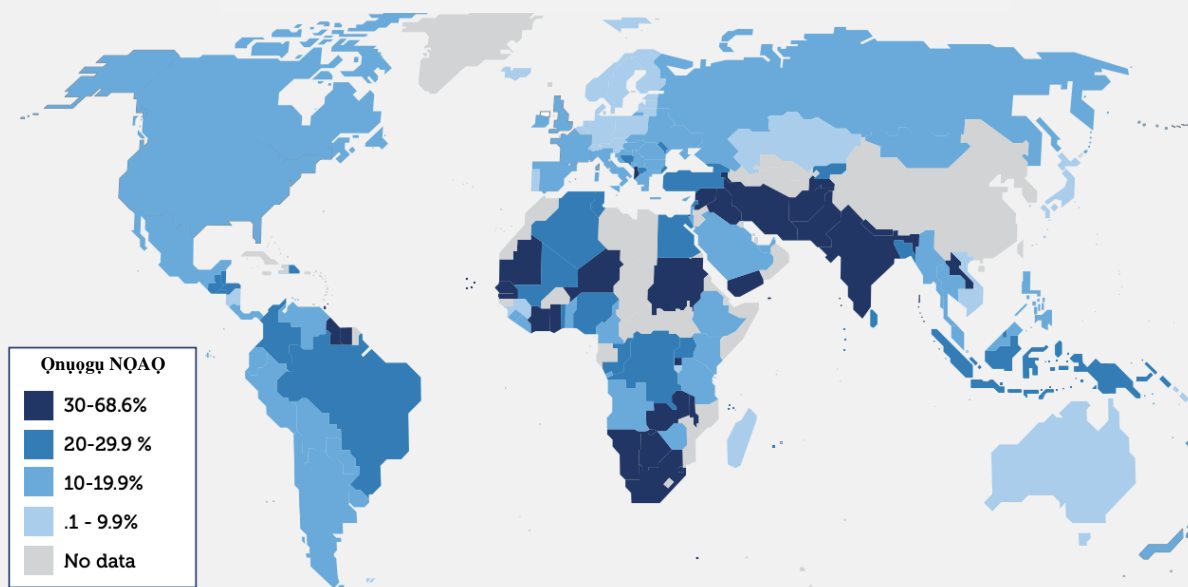 Ọnụọgụ NỌAỌ
30-68.6%
20-29.9 %
10-19.9%
.1 - 9.9%
No data